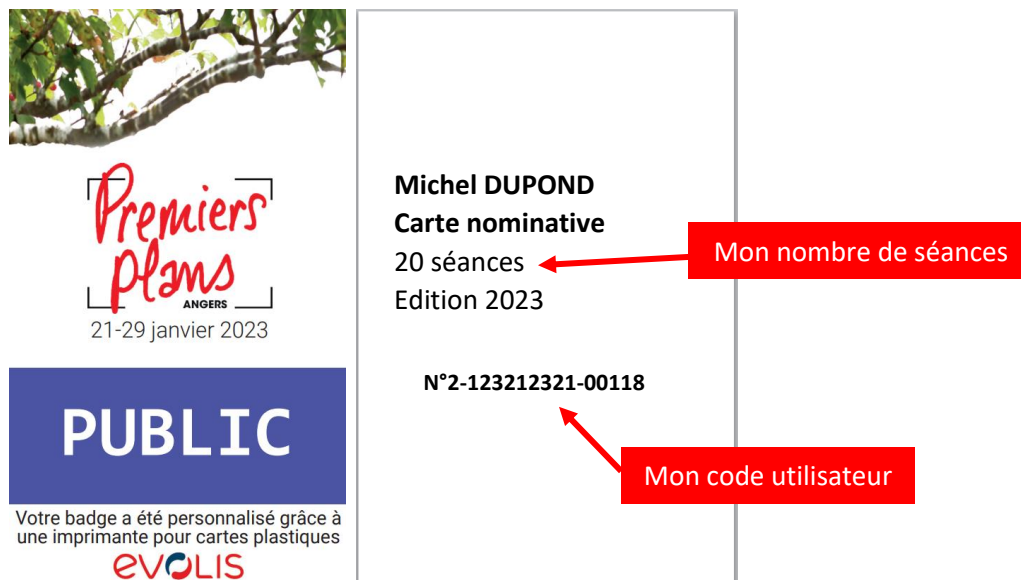 Premiers
Plans
ANGERS
21-29 janvier 2023
PUBLIC
Votre badge a été personnalisé grâce à
une imprimante pour cartes plastiques
evolis
Michel DUPOND
Carte nominative
20 séances
Edition 2023
N°2-123212321-00118
Mon nombre de séances
Mon code utilisateur